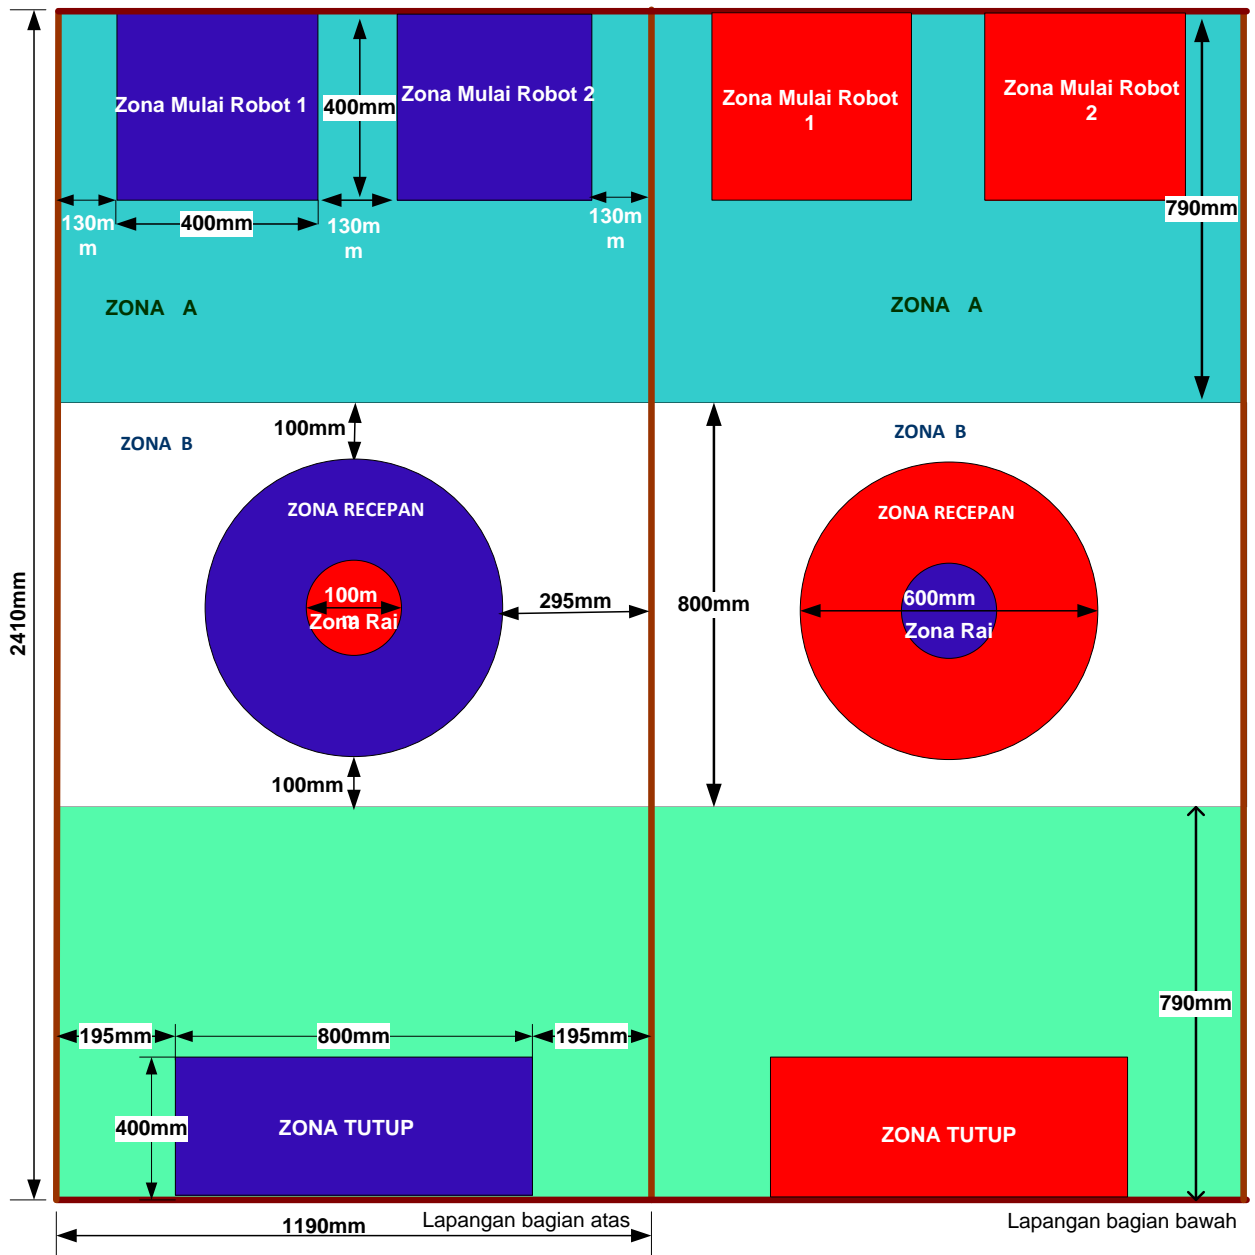 Zona Mulai Robot 1
400mm
Zona Mulai Robot 2
Zona Mulai Robot
1
Zona Mulai Robot
2
130m
m
400mm
130m
m
130m
m
790mm
ZONA A
ZONA A
ZONA B
100mm
ZONA B
ZONA RECEPAN
ZONA RECEPAN
2410mm
100m
m
Zona Rai
295mm
800mm
600mm
Zona Rai
100mm
195mm
800mm
195mm
790mm
400mm
ZONA TUTUP
ZONA TUTUP
1190mm
Lapangan bagian atas
Lapangan bagian bawah